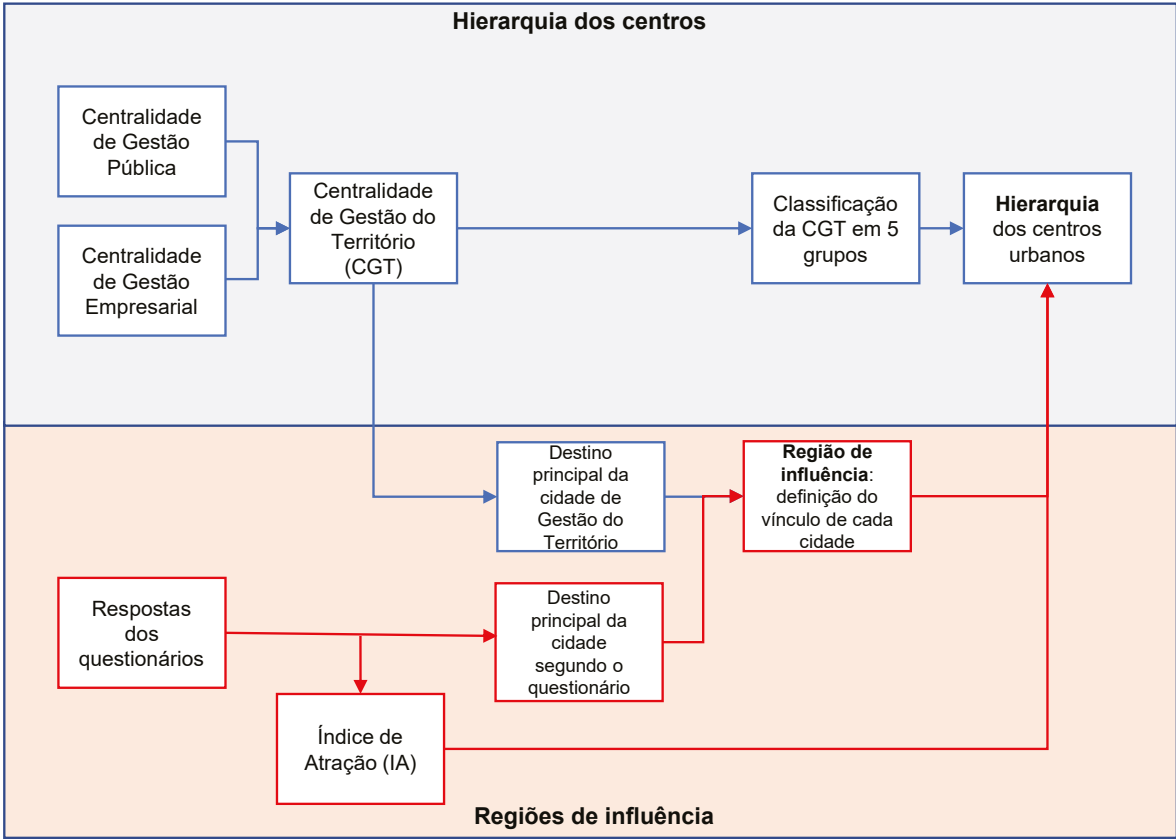 Hierarquia dos centros
Centralidade
de Gestão
Pública
Centralidade
de Gestão
Empresarial
Centralidade
de Gestão do
Território
(CGT)
Classificação
da CGT em 5
grupos
Hierarquia
dos centros
urbanos
Destino
principal da
cidade de
Gestão do
Território
Região de
influência:
definição do
vínculo de cada
cidade
Respostas
dos
questionários
Destino
principal da
cidade
segundo o
questionário
Índice de
Atração (IA)
Regiões de influência